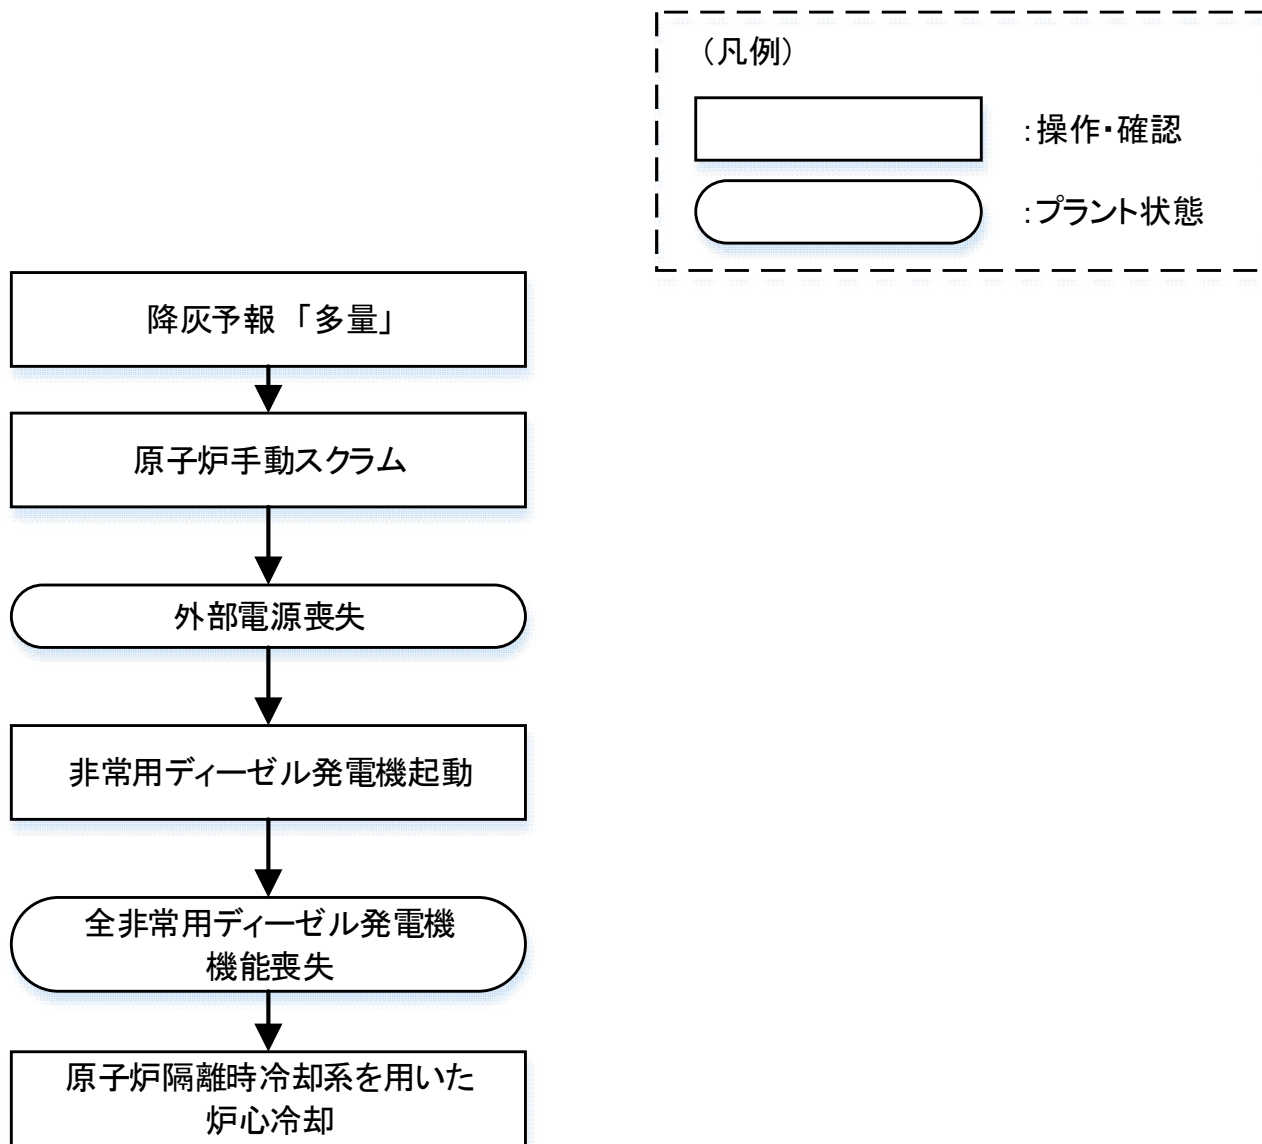 （凡例）
：操作・確認
：プラント状態
降灰予報「多量」
原子炉手動スクラム
外部電源喪失
非常用ディーゼル発電機起動
全非常用ディーゼル発電機
機能喪失
原子炉隔離時冷却系を用いた
炉心冷却